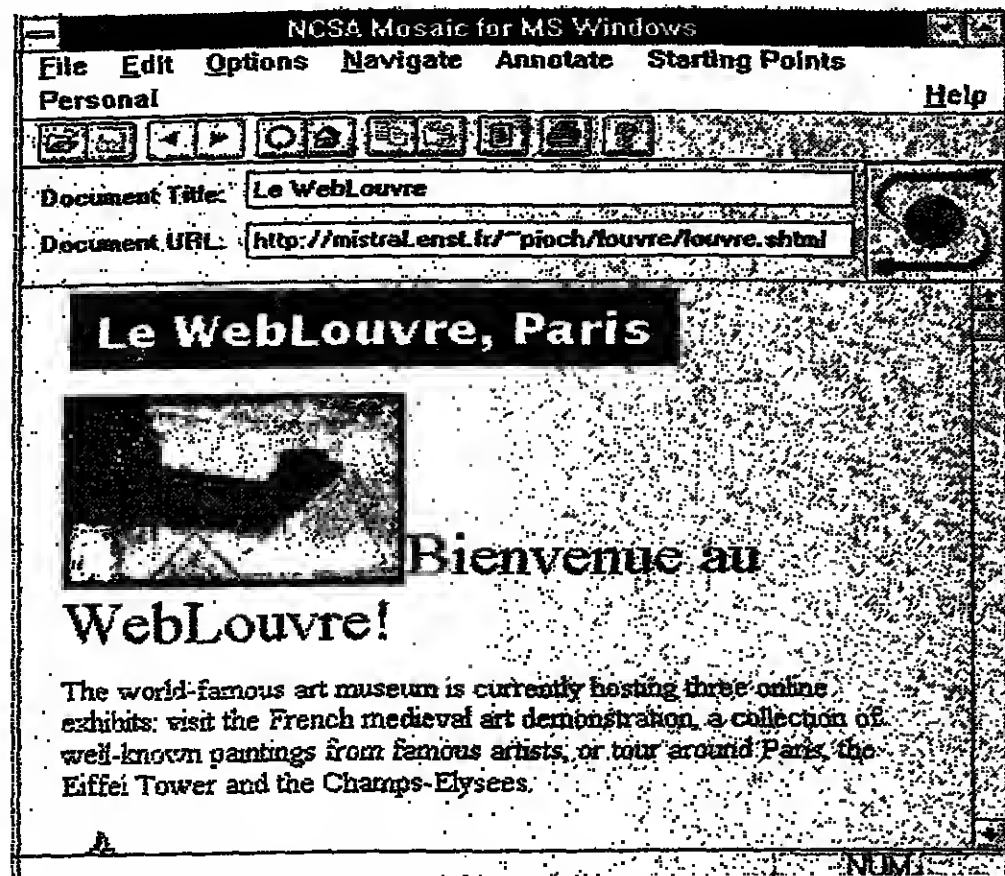 NCSA Mosaic for MS Windows
File Edit Options Navigate Annotate Starting Points
Personal Help
Document Title: Le WebLouvre
Document URL: http://mistral.enst.fr/~pioch/louvre/louvre.shtml
Le WebLouvre, Paris
Bienvenue au
WebLouvre!
The world-famous art museum is currently hosting three online
exhibits: visit the French medieval art demonstration, a collection of
well-known paintings from famous artists, or tour around Paris, the
Eiffel Tower and the Champs-Elysees.
NUM